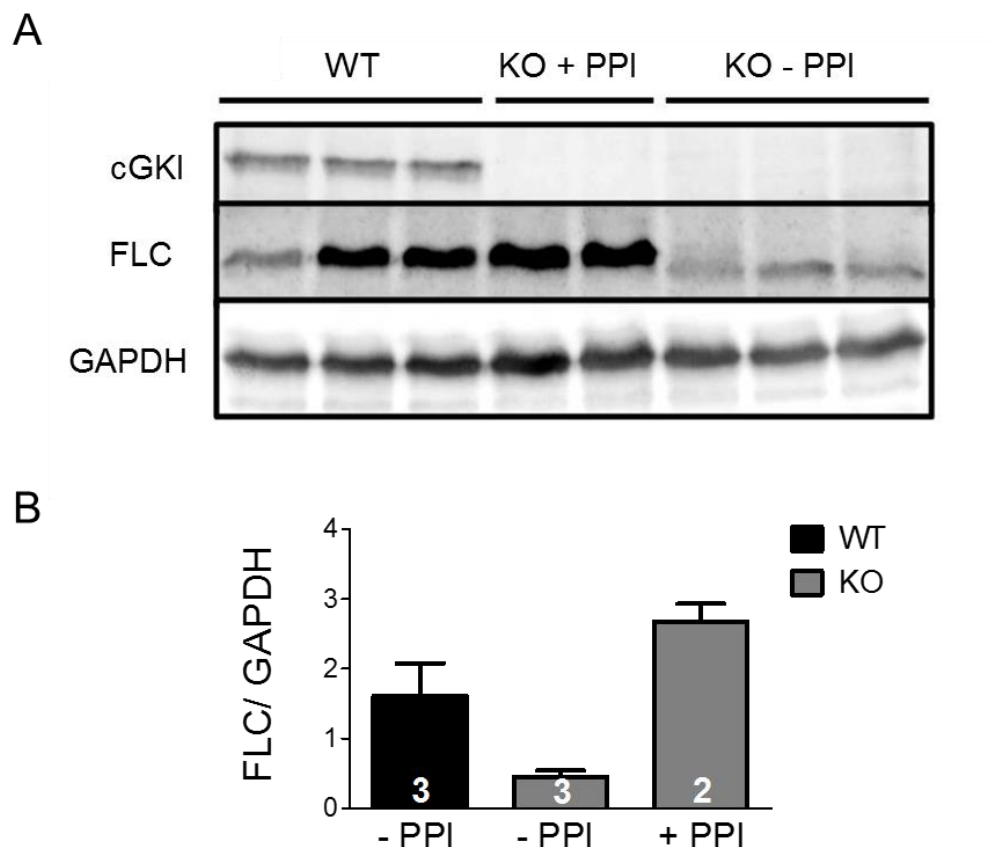 A
WT KO + PPI KO - PPI
cGKI
FLC
GAPDH
B
FLC/ GAPDH
4
3
2
1
0
WT
KO
3 3 2
- PPI - PPI + PPI